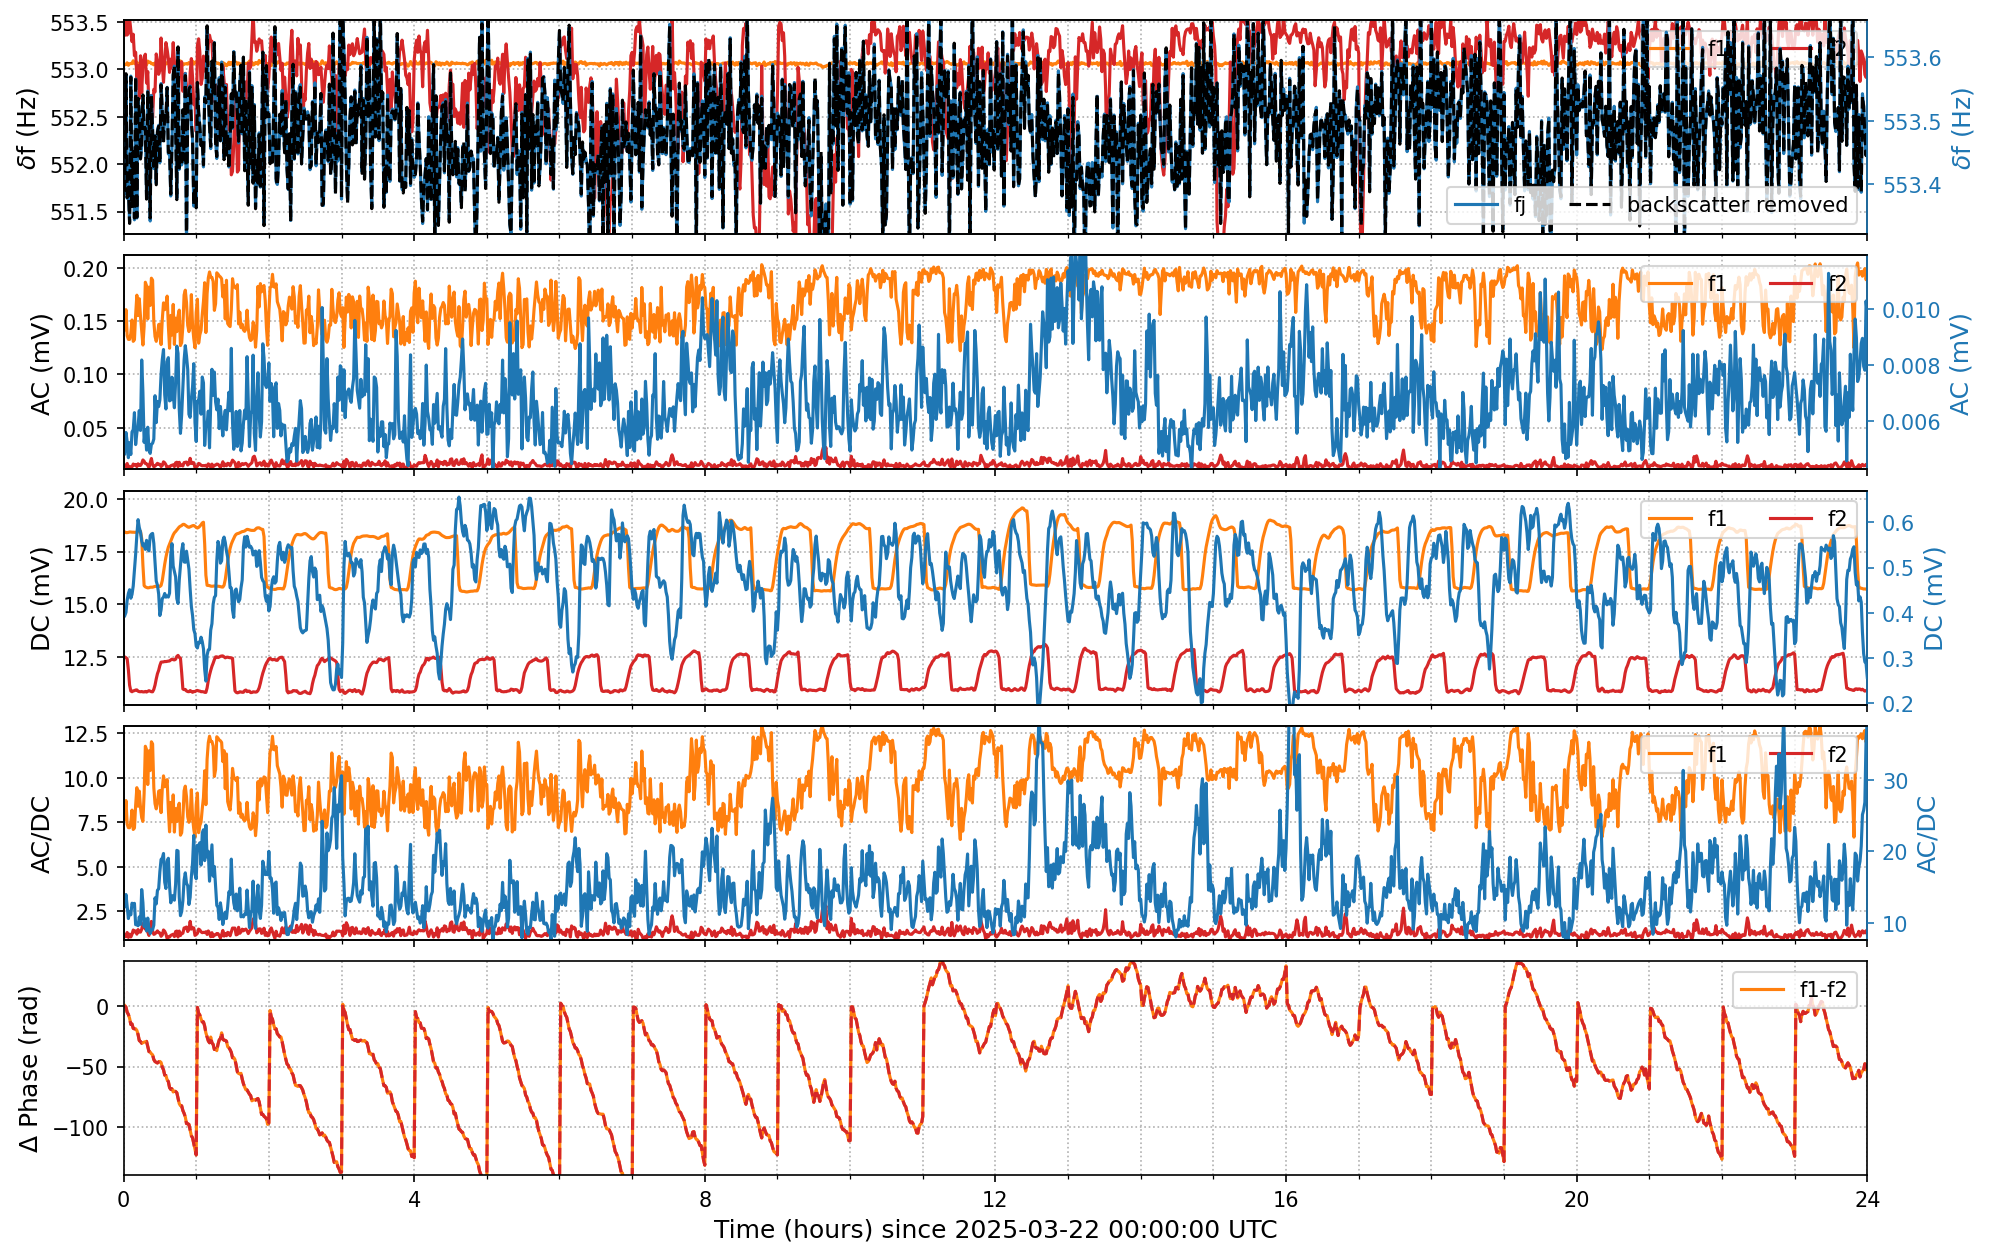 553.5
553.0
552.5
552.0
551.5
δf (Hz)
f1 f2
fj backscatter removed
553.6
553.5
553.4
δf (Hz)
0.20
0.15
0.10
0.05
AC (mV)
f1 f2
0.010
0.008
0.006
AC (mV)
20.0
17.5
15.0
12.5
DC (mV)
f1 f2
0.6
0.5
0.4
0.3
0.2
DC (mV)
12.5
10.0
7.5
5.0
2.5
AC/DC
f1 f2
30
20
10
AC/DC
0
−50
−100
Δ Phase (rad)
f1-f2
0 4 8 12 16 20 24
Time (hours) since 2025-03-22 00:00:00 UTC